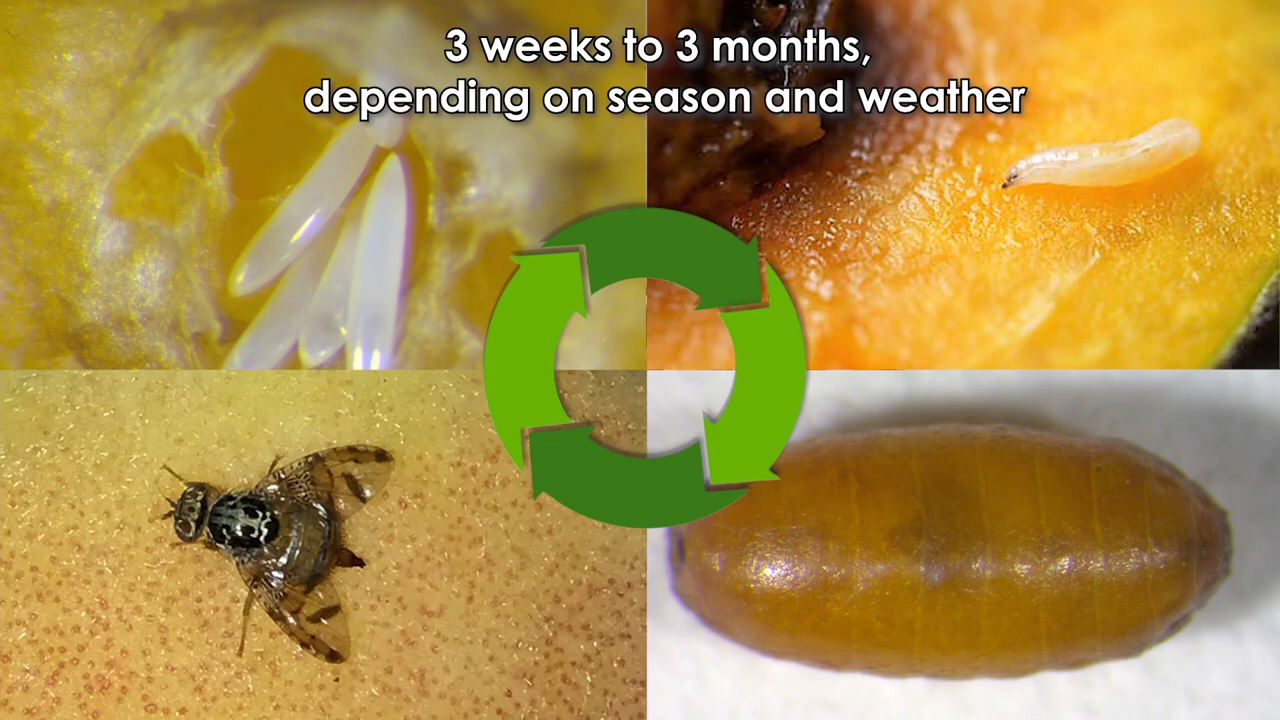 3 weeks to 3 months,
depending on season and weather